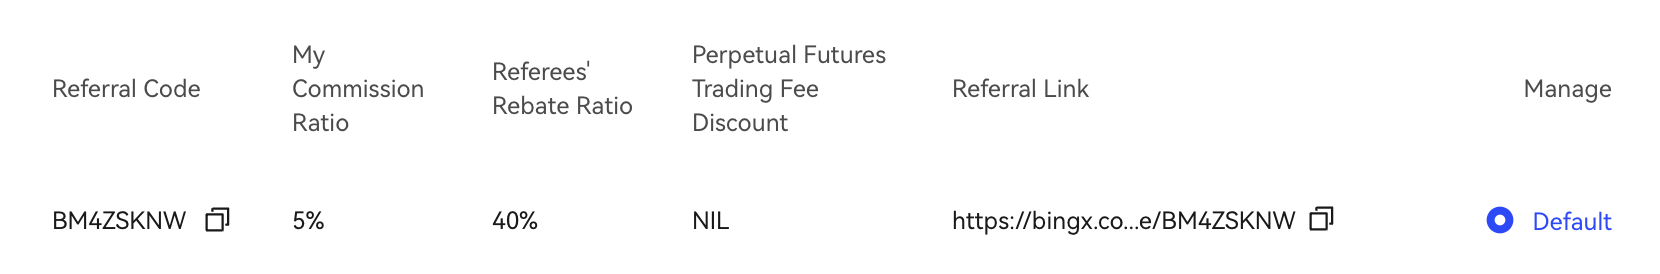 Referral Code
My
Commission
Ratio
Referees'
Rebate Ratio
Perpetual Futures
Trading Fee
Discount
Referral Link
Manage
BM4ZSKNW
5%
40%
NIL
https://bingx.co...e/BM4ZSKNW
Default